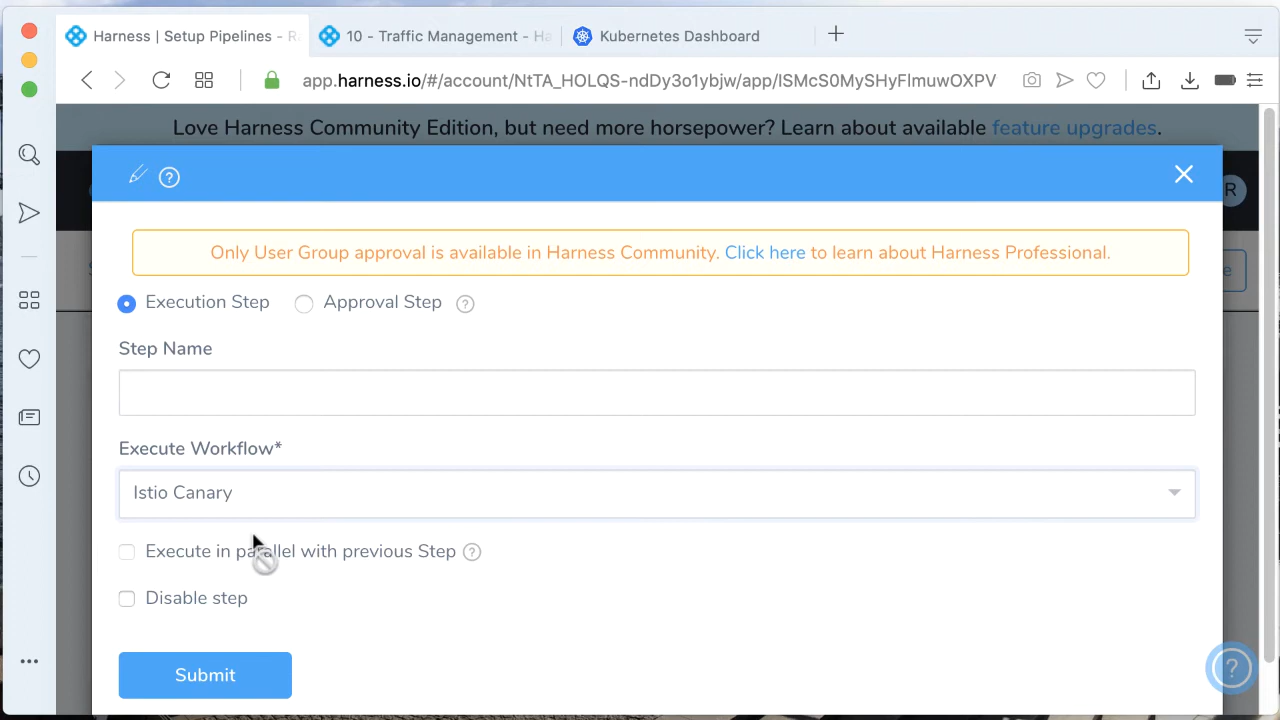 Harness | Setup Pipelines - R
10 - Traffic Management - Ha
Kubernetes Dashboard
app.harness.io/#/account/NtTA_HOLQS-ndDy3o1ybjw/app/ISMcS0MySHyFlmuwOXPV
Love Harness Community Edition, but need more horsepower? Learn about available feature upgrades.
R
Only User Group approval is available in Harness Community. Click here to learn about Harness Professional.
Execution Step
Approval Step
Step Name
Execute Workflow*
Istio Canary
Execute in parallel with previous Step
Disable step
Submit